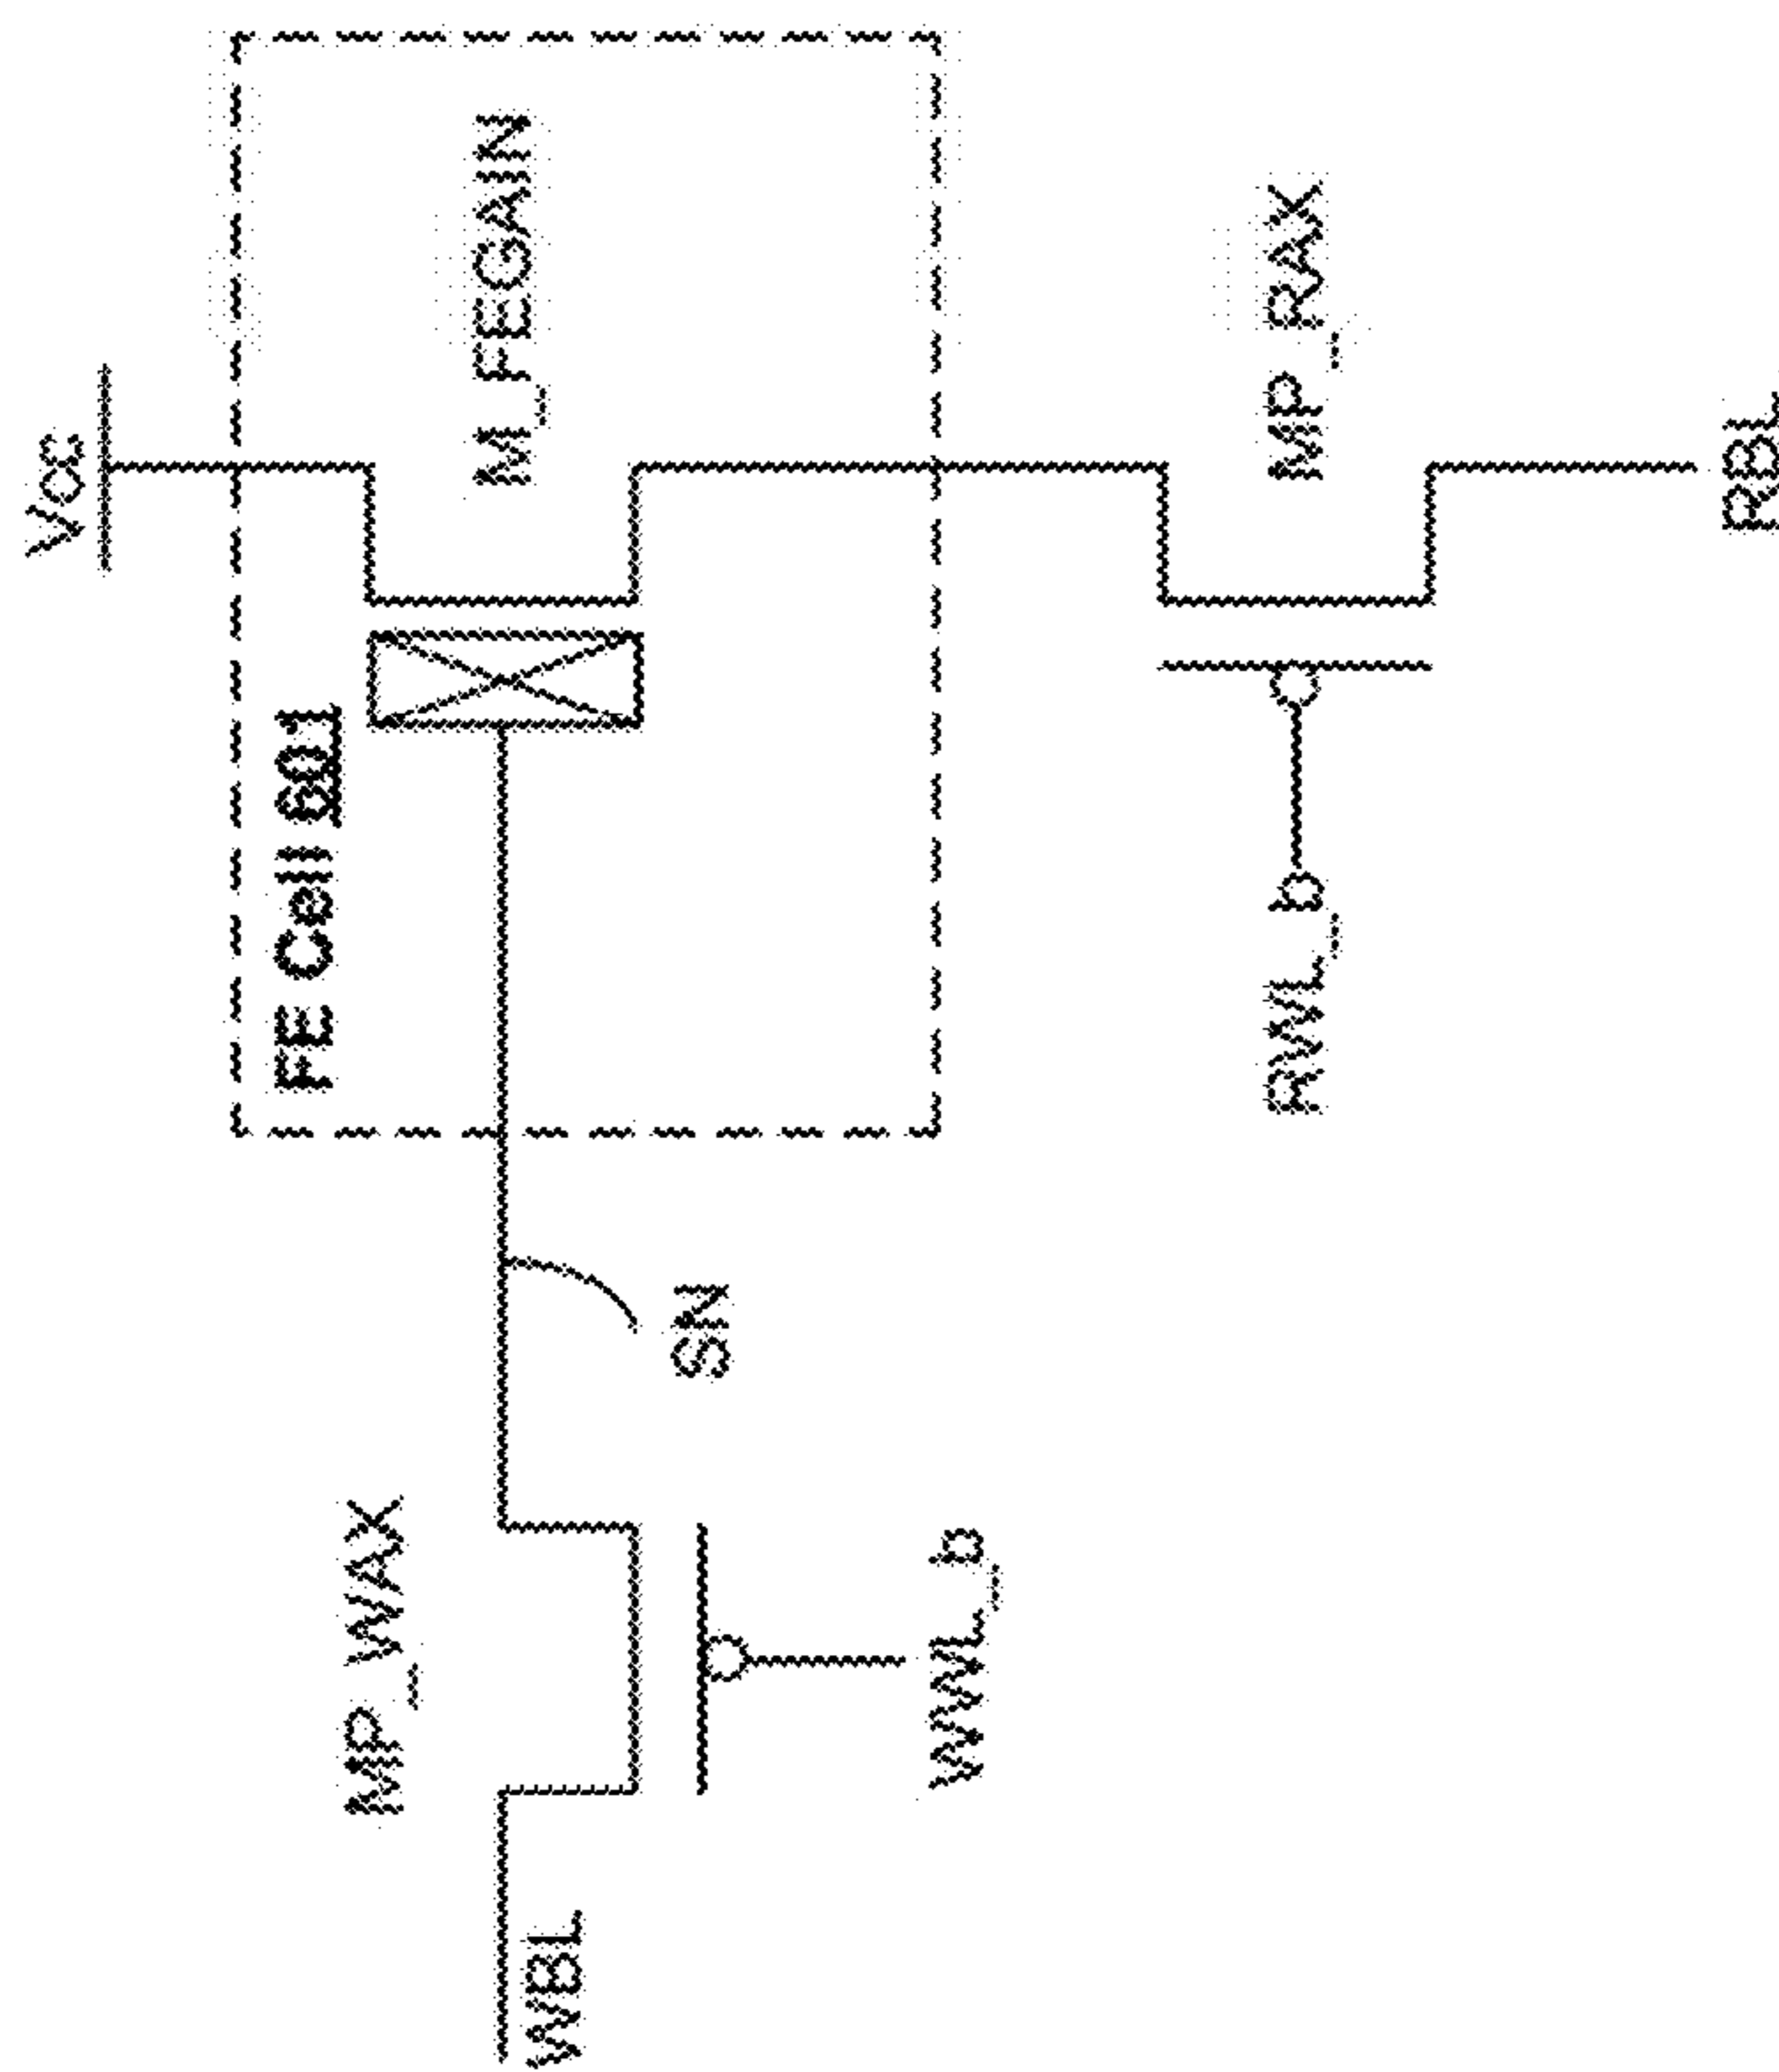 Vcc
FE Cell 601
M_FEGAIN
MP_WAX
SN
WBL
WWL_b
RWL_b
MP_RAX
RBL